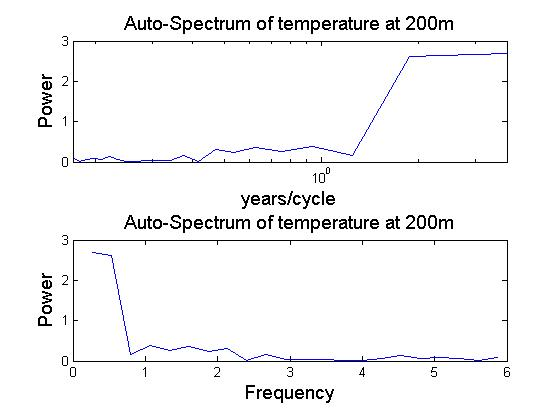 Auto-Spectrum of temperature at 200m
3
2
1
0
Power
10^0
years/cycle
Auto-Spectrum of temperature at 200m
3
2
1
0
Power
0 1 2 3 4 5 6
Frequency